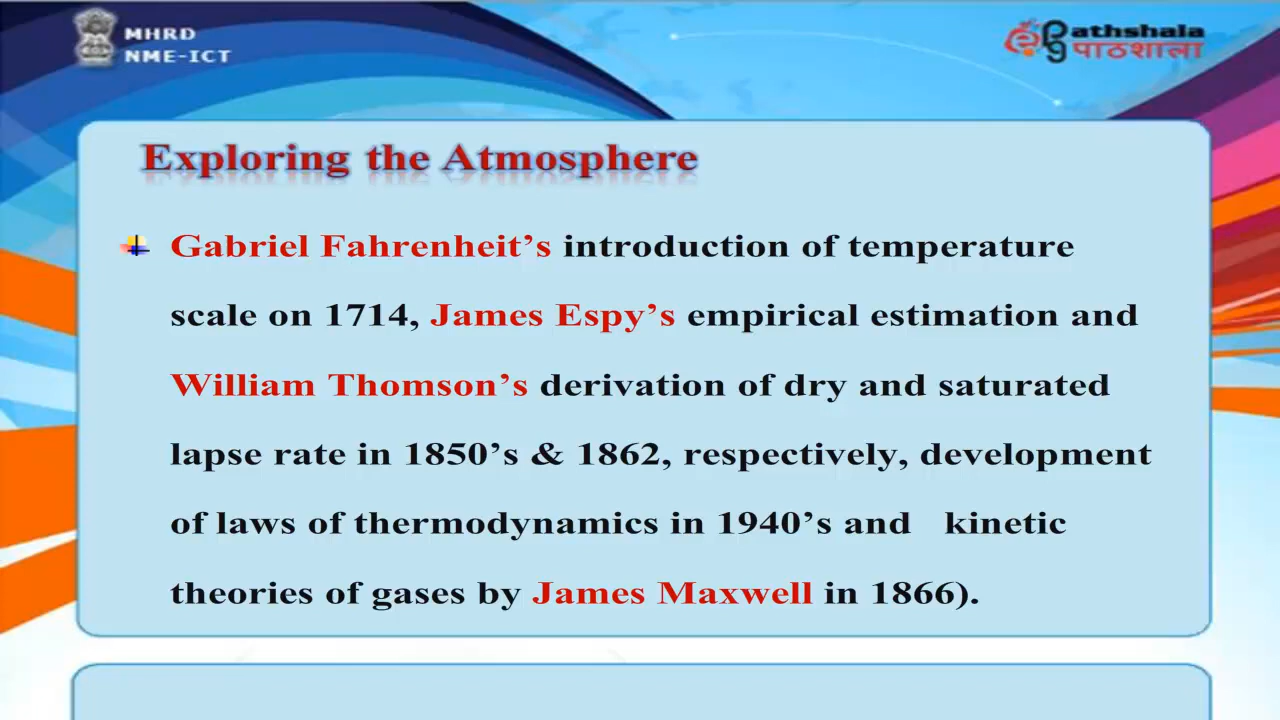 MHRD
NME-ICT
athshala
पाठशाला
Exploring the Atmosphere
Gabriel Fahrenheit’s introduction of temperature
scale on 1714, James Espy’s empirical estimation and
William Thomson’s derivation of dry and saturated
lapse rate in 1850’s & 1862, respectively, development
of laws of thermodynamics in 1940’s and kinetic
theories of gases by James Maxwell in 1866).